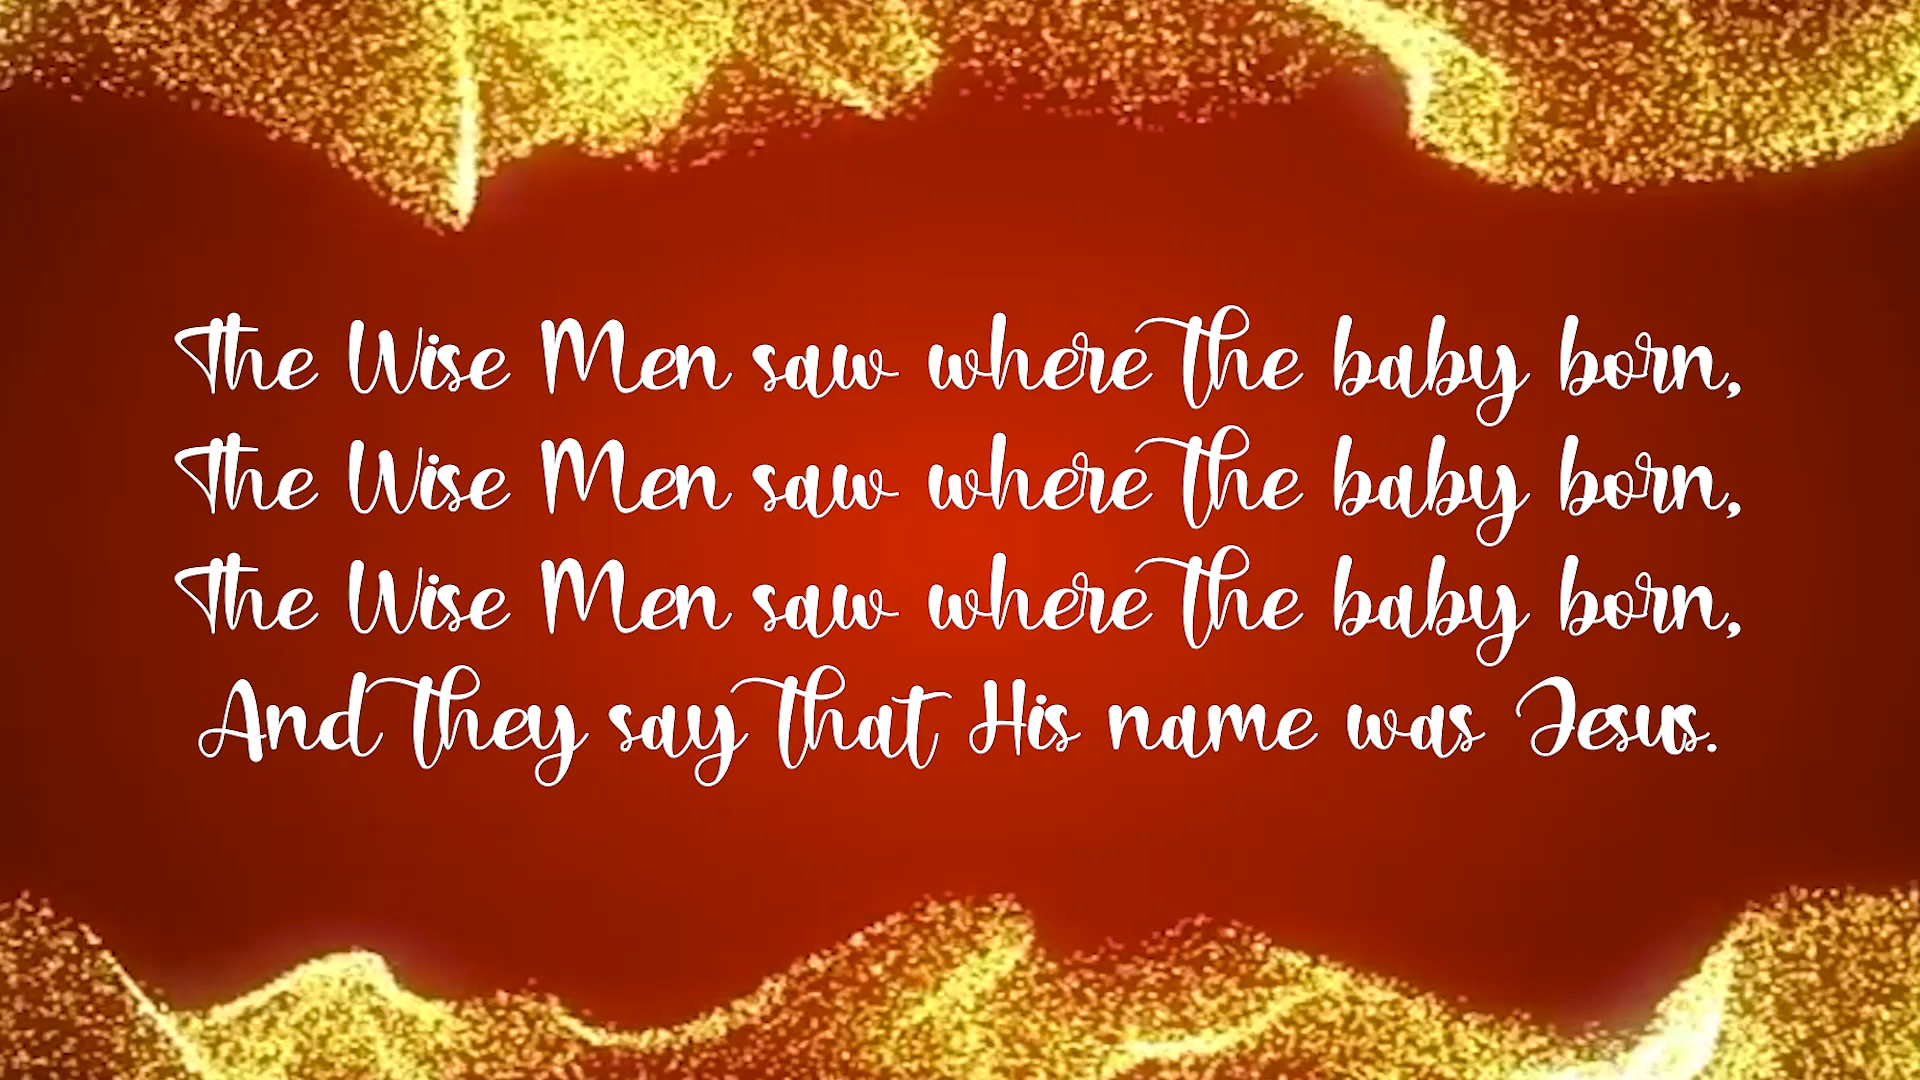 The Wise Men saw where the baby born,
The Wise Men saw where the baby born,
The Wise Men saw where the baby born,
And they say that His name was Jesus.